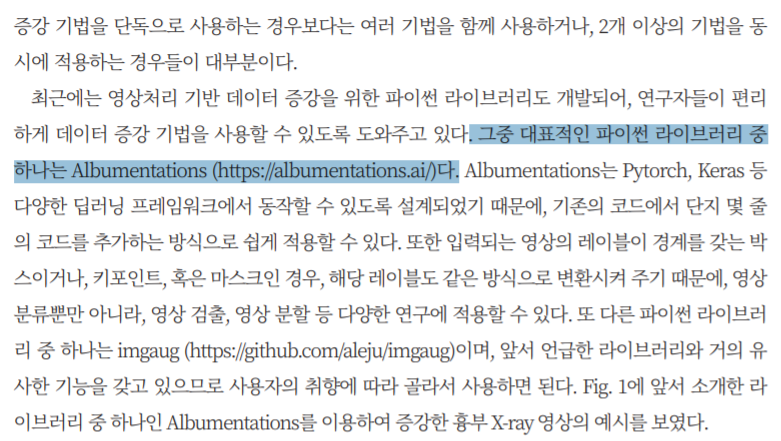 증강 기법을 단독으로 사용하는 경우보다는 여러 기법을 함께 사용하거나, 2개 이상의 기법을 동
시에 적용하는 경우들이 대부분이다.
최근에는 영상처리 기반 데이터 증강을 위한 파이썬 라이브러리도 개발되어, 연구자들이 편리
하게 데이터 증강 기법을 사용할 수 있도록 도와주고 있다. 그중 대표적인 파이썬 라이브러리 중
하나는 Albumentations (https://albumentations.ai/)다. Albumentations는 Pytorch, Keras 등
다양한 딥러닝 프레임워크에서 동작할 수 있도록 설계되었기 때문에, 기존의 코드에서 단지 몇 줄
의 코드를 추가하는 방식으로 쉽게 적용할 수 있다. 또한 입력되는 영상의 레이블이 경계를 갖는 박
스이거나, 키포인트, 혹은 마스크인 경우, 해당 레이블도 같은 방식으로 변환시켜 주기 때문에, 영상
분류뿐만 아니라, 영상 검출, 영상 분할 등 다양한 연구에 적용할 수 있다. 또 다른 파이썬 라이브러
리 중 하나는 imgaug (https://github.com/aleju/imgaug)이며, 앞서 언급한 라이브러리와 거의 유
사한 기능을 갖고 있으므로 사용자의 취향에 따라 골라서 사용하면 된다. Fig. 1에 앞서 소개한 라
이브러리 중 하나인 Albumentations를 이용하여 증강한 흉부 X-ray 영상의 예시를 보였다.